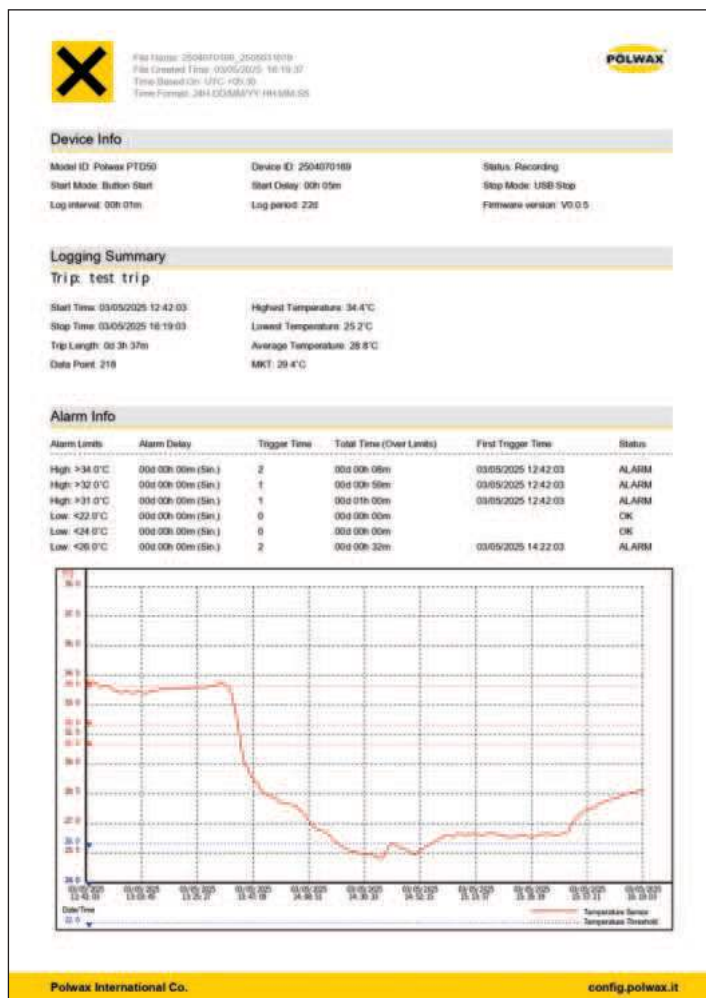 File Name: 2504070169_2505031619
File Created Time: 03/05/2025 16:19:37
Time Based On: UTC +05:30
Time Format: 24H DD/MM/YY HH:MM:SS
POLWAX
Device Info
Model ID: Polwax PTD50 Device ID: 2504070169 Status: Recording
Start Mode: Button Start Start Delay: 00h 05m Stop Mode: USB Stop
Log interval: 00h 01m Log period: 22d Firmware version: V0.0.5
Logging Summary
Trip: test trip
Start Time: 03/05/2025 12:42:03 Highest Temperature: 34.4°C
Stop Time: 03/05/2025 16:19:03 Lowest Temperature: 25.2°C
Trip Length: 0d 3h 37m Average Temperature: 28.8°C
Data Point: 218 MKT: 29.4°C
Alarm Info
Alarm Limits Alarm Delay Trigger Time Total Time (Over Limits) First Trigger Time Status
High: >34.0°C 00d 00h 00m (Sin.) 2 00d 00h 08m 03/05/2025 12:42:03 ALARM
High: >32.0°C 00d 00h 00m (Sin.) 1 00d 00h 59m 03/05/2025 12:42:03 ALARM
High: >31.0°C 00d 00h 00m (Sin.) 1 00d 01h 00m 03/05/2025 12:42:03 ALARM
Low: <22.0°C 00d 00h 00m (Sin.) 0 00d 00h 00m OK
Low: <24.0°C 00d 00h 00m (Sin.) 0 00d 00h 00m OK
Low: <26.0°C 00d 00h 00m (Sin.) 2 00d 00h 32m 03/05/2025 14:22:03 ALARM
24.0
22.0
Date/Time
Temperature Sensor
Temperature Threshold
Polwax International Co. config.polwax.it